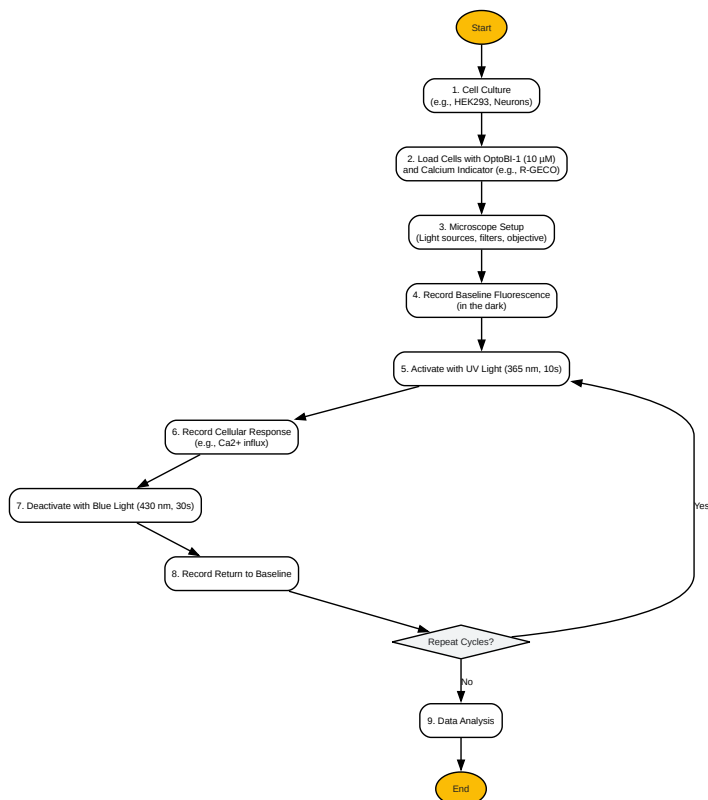 Start
1. Cell Culture
(e.g., HEK293, Neurons)
2. Load Cells with OptoBI-1 (10 µM)
and Calcium Indicator (e.g., R-GECO)
3. Microscope Setup
(Light sources, filters, objective)
4. Record Baseline Fluorescence
(in the dark)
5. Activate with UV Light (365 nm, 10s)
6. Record Cellular Response
(e.g., Ca2+ influx)
7. Deactivate with Blue Light (430 nm, 30s)
Yes
8. Record Return to Baseline
Repeat Cycles?
No
9. Data Analysis
End